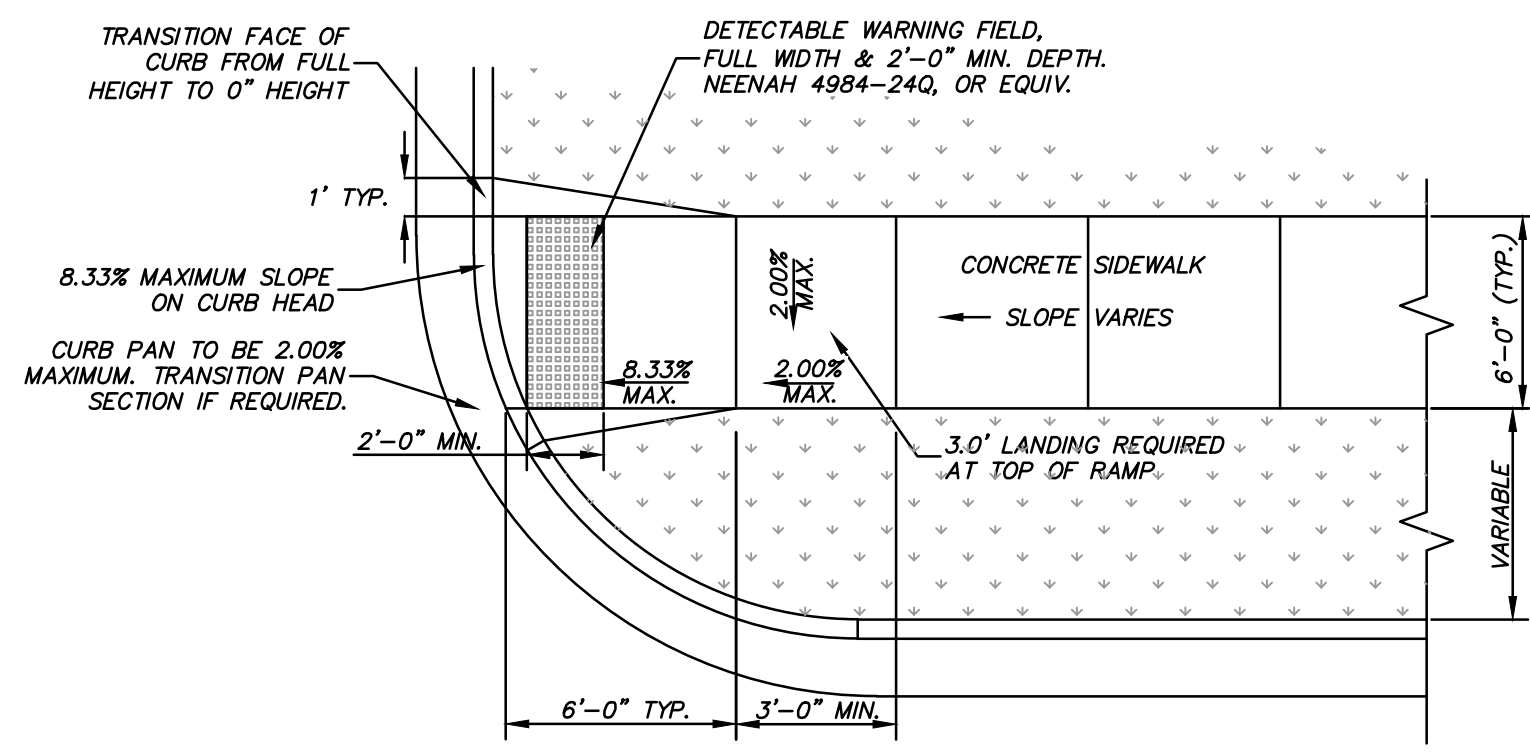 TRANSITION FACE OF
CURB FROM FULL
HEIGHT TO 0" HEIGHT
DETECTABLE WARNING FIELD,
FULL WIDTH & 2'-0" MIN. DEPTH.
NEENAH 4984-24Q, OR EQUIV.
1' TYP.
8.33% MAXIMUM SLOPE
ON CURB HEAD
CURB PAN TO BE 2.00%
MAXIMUM. TRANSITION PAN
SECTION IF REQUIRED.
2'-0" MIN.
8.33%
MAX.
2.00%
MAX.
2.00%
MAX.
CONCRETE SIDEWALK
SLOPE VARIES
6'-0" (TYP.)
3.0' LANDING REQUIRED
AT TOP OF RAMP
VARIABLE
6'-0" TYP.
3'-0" MIN.